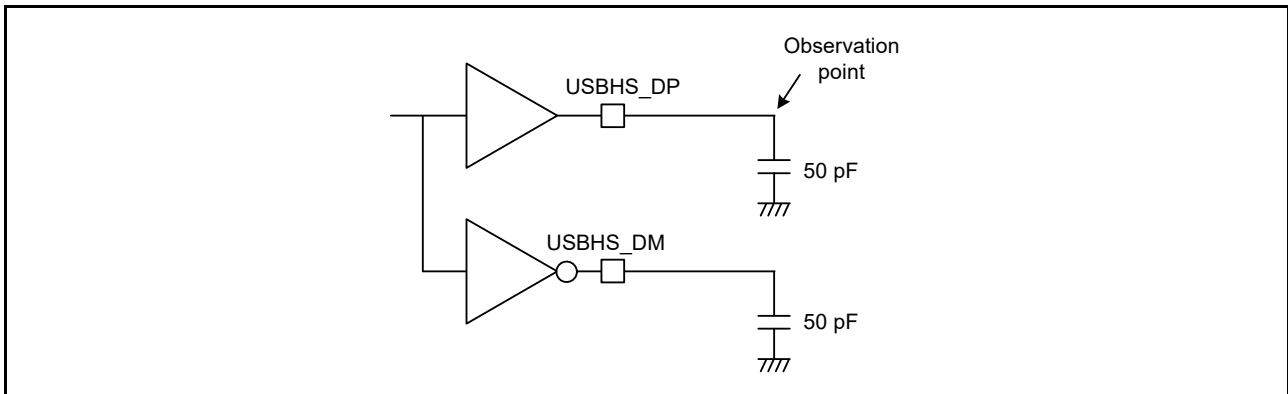 Observation
point
USBHS_DP
50 pF
USBHS_DM
50 pF